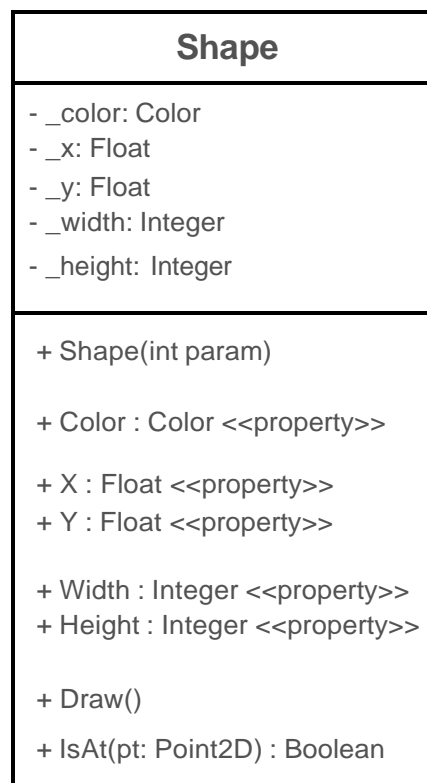 Shape
- _color: Color
- _x: Float
- _y: Float
- _width: Integer
- _height: Integer
+ Shape(int param)
+ Color : Color <<property>>
+ X : Float <<property>>
+ Y : Float <<property>>
+ Width : Integer <<property>>
+ Height : Integer <<property>>
+ Draw()
+ IsAt(pt: Point2D) : Boolean